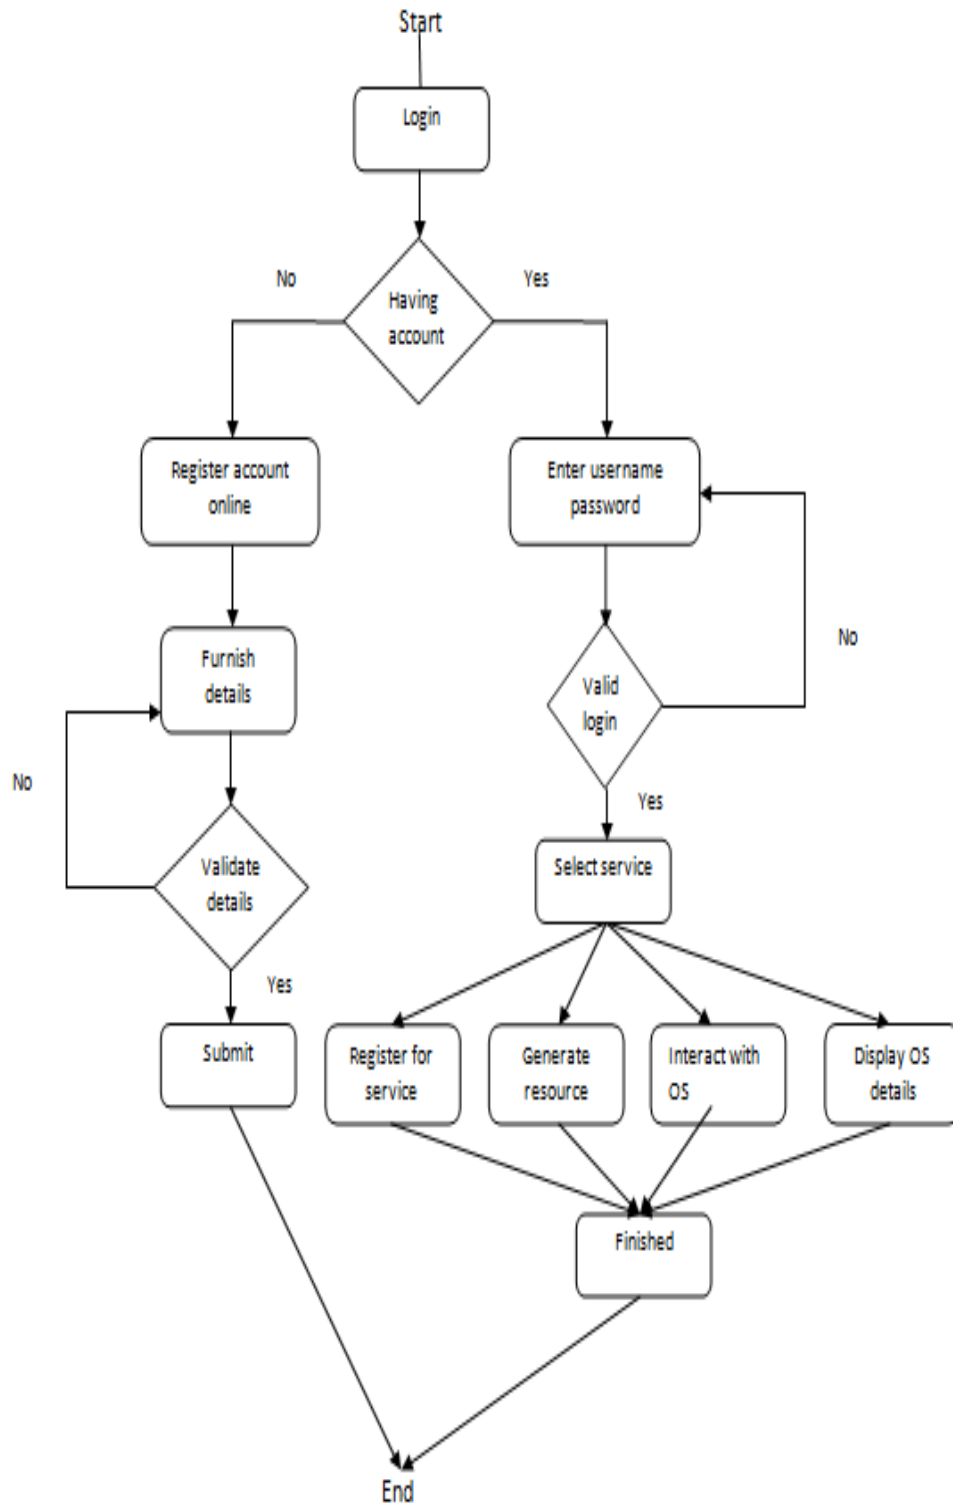 Start
Login
No
Yes
Having
account
Register account
online
Enter username
password
Furnish
details
No
Valid
login
No
Yes
Validate
details
Select service
Yes
Submit
Register for
service
Generate
resource
Interact with
OS
Display OS
details
Finished
End